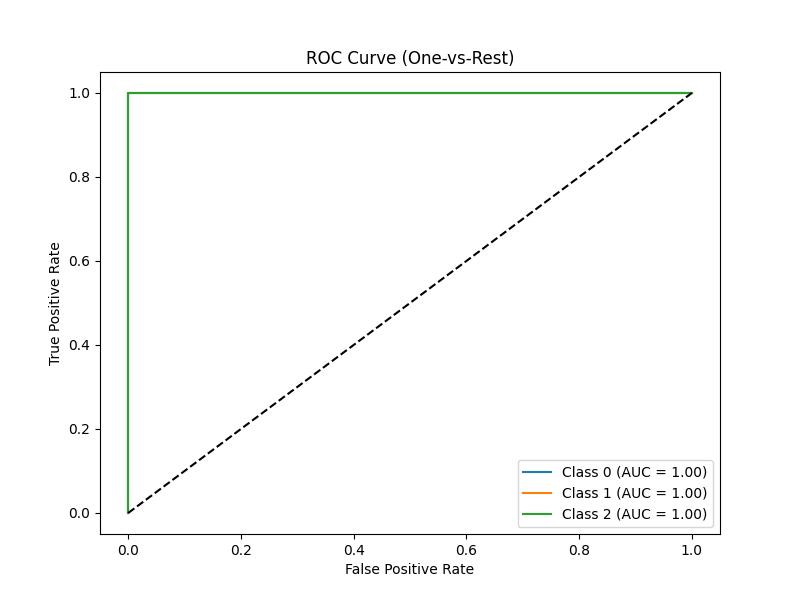 ROC Curve (One-vs-Rest)
1.0
0.8
0.6
0.4
0.2
0.0
True Positive Rate
Class 0 (AUC = 1.00)
Class 1 (AUC = 1.00)
Class 2 (AUC = 1.00)
0.0 0.2 0.4 0.6 0.8 1.0
False Positive Rate